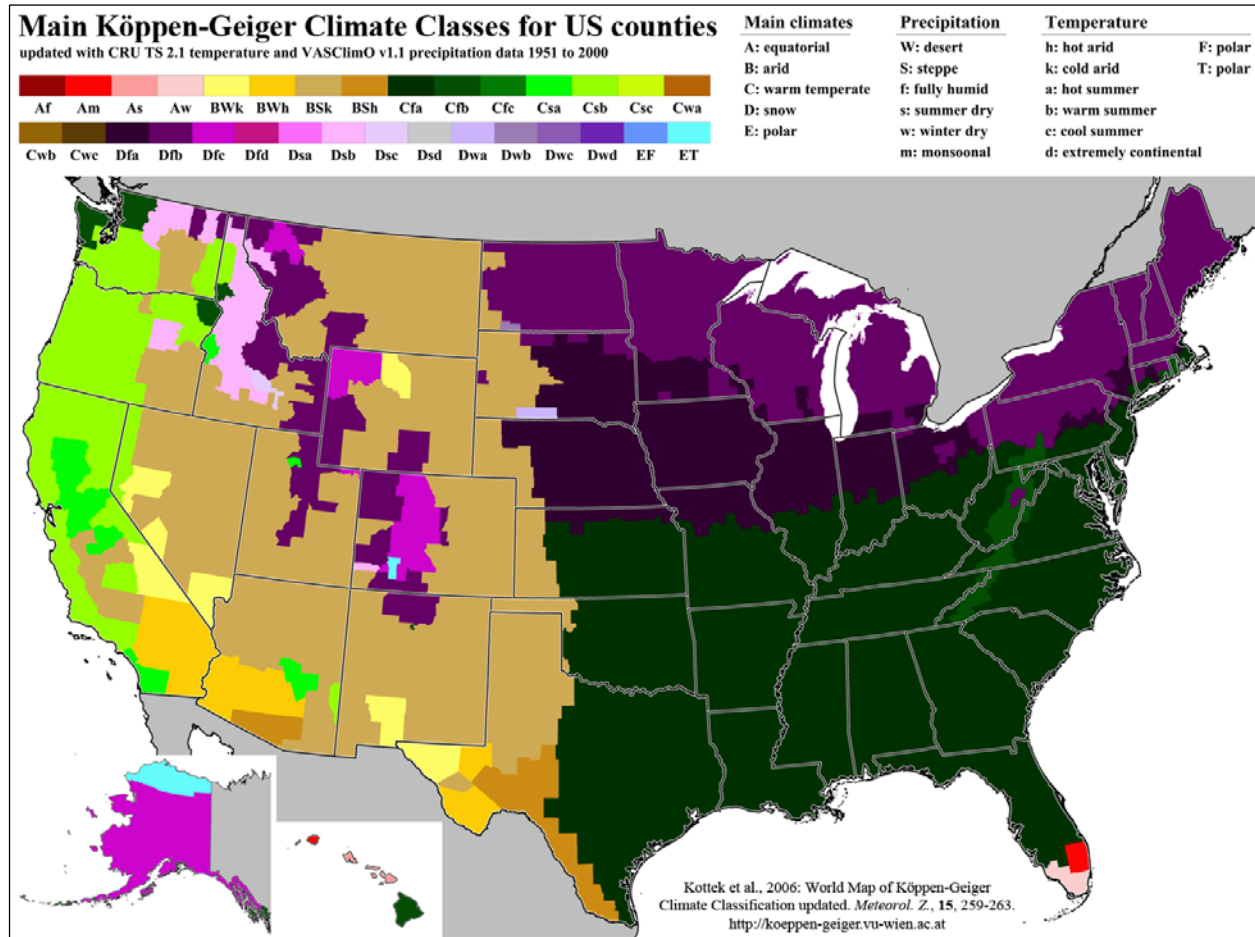 Main Köppen-Geiger Climate Classes for US counties
updated with CRU TS 2.1 temperature and VASClimO v1.1 precipitation data 1951 to 2000
Af Am As Aw BWk BWh BSk BSh Cfa Cfb Cfc Csa Csb Csc Cwa
Cwb Cwc Dfa Dfb Dfc Dfd Dsa Dsb Dsc Dsd Dwa Dwb Dwc Dwd EF ET
Main climates
A: equatorial
B: arid
C: warm temperate
D: snow
E: polar
Precipitation
W: desert
S: steppe
f: fully humid
s: summer dry
w: winter dry
m: monsoonal
Temperature
h: hot arid F: polar
k: cold arid T: polar
a: hot summer
b: warm summer
c: cool summer
d: extremely continental
Kottek et al., 2006: World Map of Köppen-Geiger
Climate Classification updated. Meteorol. Z., 15, 259-263.
http://koeppen-geiger.vu-wien.ac.at